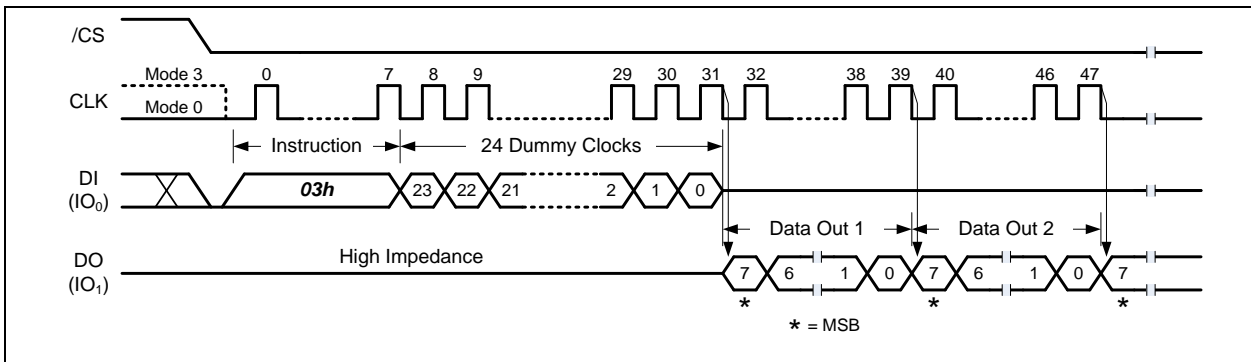 /CS
Mode 3
Mode 0
CLK
0 7 8 9 29 30 31 32 38 39 40 46 47
Instruction 24 Dummy Clocks
DI
(IO0)
03h 23 22 21 2 1 0
Data Out 1 Data Out 2
High Impedance
DO
(IO1)
7 6 1 0 7 6 1 0 7
* * *
* = MSB